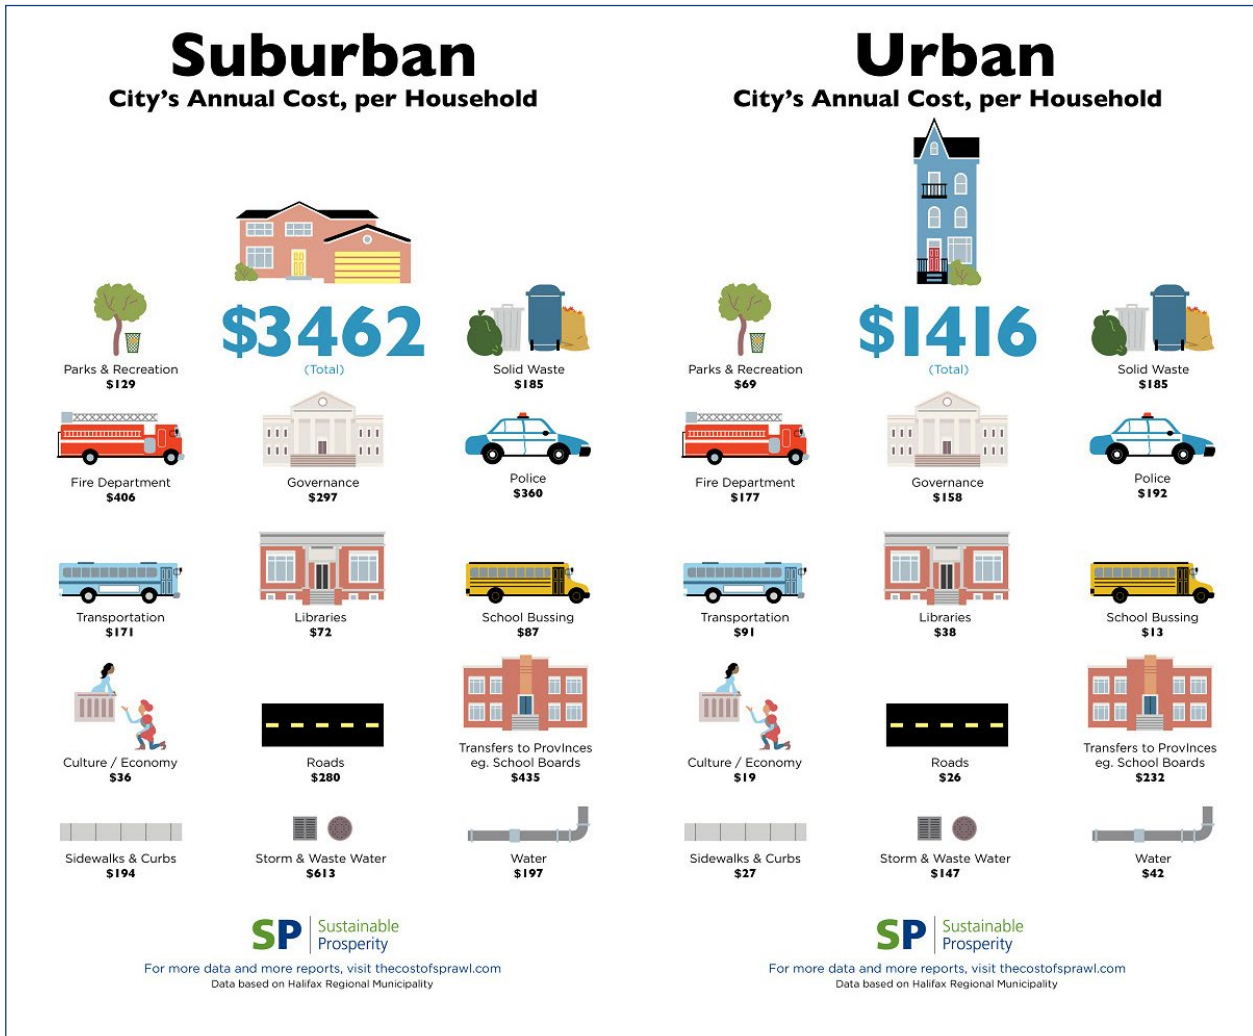 Suburban
City's Annual Cost, per Household
$3462
(Total)
Parks & Recreation
$129
Solid Waste
$185
Fire Department
$406
Governance
$297
Police
$360
Transportation
$171
Libraries
$72
School Bussing
$87
Culture / Economy
$36
Roads
$280
Transfers to ProvInces
eg. School Boards
$435
Sidewalks & Curbs
$194
Storm & Waste Water
$613
Water
$197
SP
Sustainable
Prosperity
For more data and more reports, visit thecostofsprawl.com
Data based on Halifax Regional Municipality
Urban
City's Annual Cost, per Household
$1416
(Total)
Parks & Recreation
$69
Solid Waste
$185
Fire Department
$177
Governance
$158
Police
$192
Transportation
$91
Libraries
$38
School Bussing
$13
Culture / Economy
$19
Roads
$26
Transfers to ProvInces
eg. School Boards
$232
Sidewalks & Curbs
$27
Storm & Waste Water
$147
Water
$42
SP
Sustainable
Prosperity
For more data and more reports, visit thecostofsprawl.com
Data based on Halifax Regional Municipality